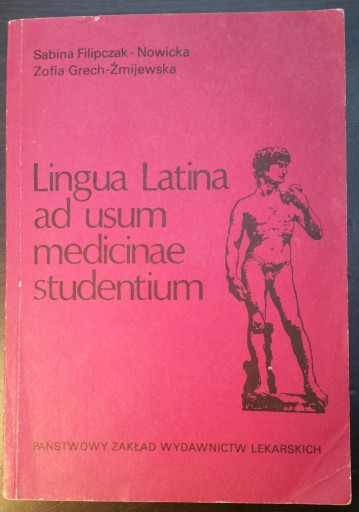 Sabina Filipczak-Nowicka
Zofia Grech-Żmijewska
Lingua Latina
ad usum
medicinae
studentium
PAŃSTWOWY ZAKŁAD WYDAWNICTW LEKARSKICH